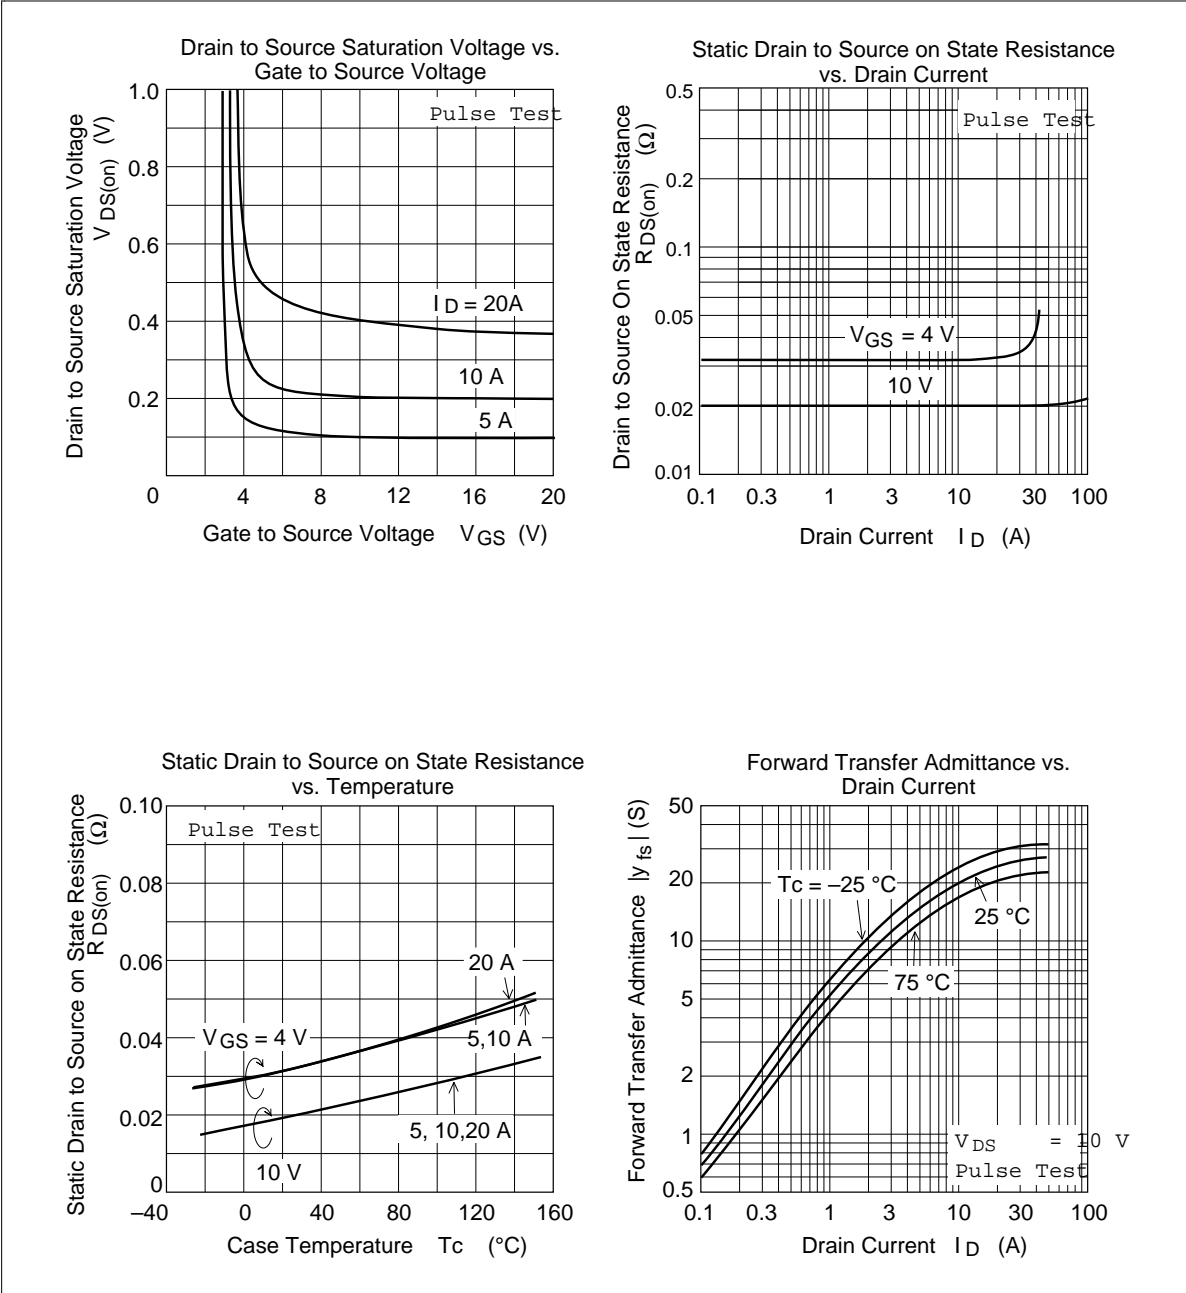 Drain to Source Saturation Voltage vs.
Gate to Source Voltage
1.0
0.8
0.6
0.4
0.2
0
4
8
12
16
20
Pulse Test
I D = 20A
10 A
5 A
Drain to Source Saturation Voltage
V DS(on) (V)
Gate to Source Voltage V GS (V)
Static Drain to Source on State Resistance
vs. Drain Current
0.5
0.2
0.1
0.05
0.02
0.01
0.1
0.3
1
3
10
30
100
Pulse Test
V GS = 4 V
10 V
Drain to Source On State Resistance
R DS(on) (Ω)
Drain Current I D (A)
Static Drain to Source on State Resistance
vs. Temperature
0.10
0.08
0.06
0.04
0.02
0
–40
0
40
80
120
160
Pulse Test
20 A
V GS = 4 V
5,10 A
5, 10,20 A
10 V
Static Drain to Source on State Resistance
R DS(on) (Ω)
Case Temperature Tc (°C)
Forward Transfer Admittance vs.
Drain Current
50
20
10
5
2
1
0.5
0.1
0.3
1
3
10
30
100
Tc = –25 °C
25 °C
75 °C
V DS = 10 V
Pulse Test
Forward Transfer Admittance |y fs | (S)
Drain Current I D (A)